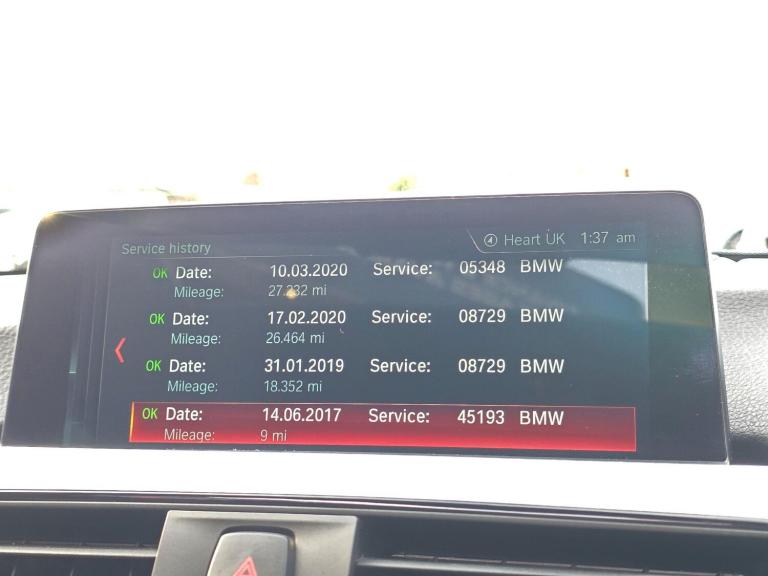 Service history
Heart UK 1:37 am
OK Date: 10.03.2020 Service: 05348 BMW
Mileage: 27.232 mi
OK Date: 17.02.2020 Service: 08729 BMW
Mileage: 26.464 mi
OK Date: 31.01.2019 Service: 08729 BMW
Mileage: 18.352 mi
OK Date: 14.06.2017 Service: 45193 BMW
Mileage: 9 mi